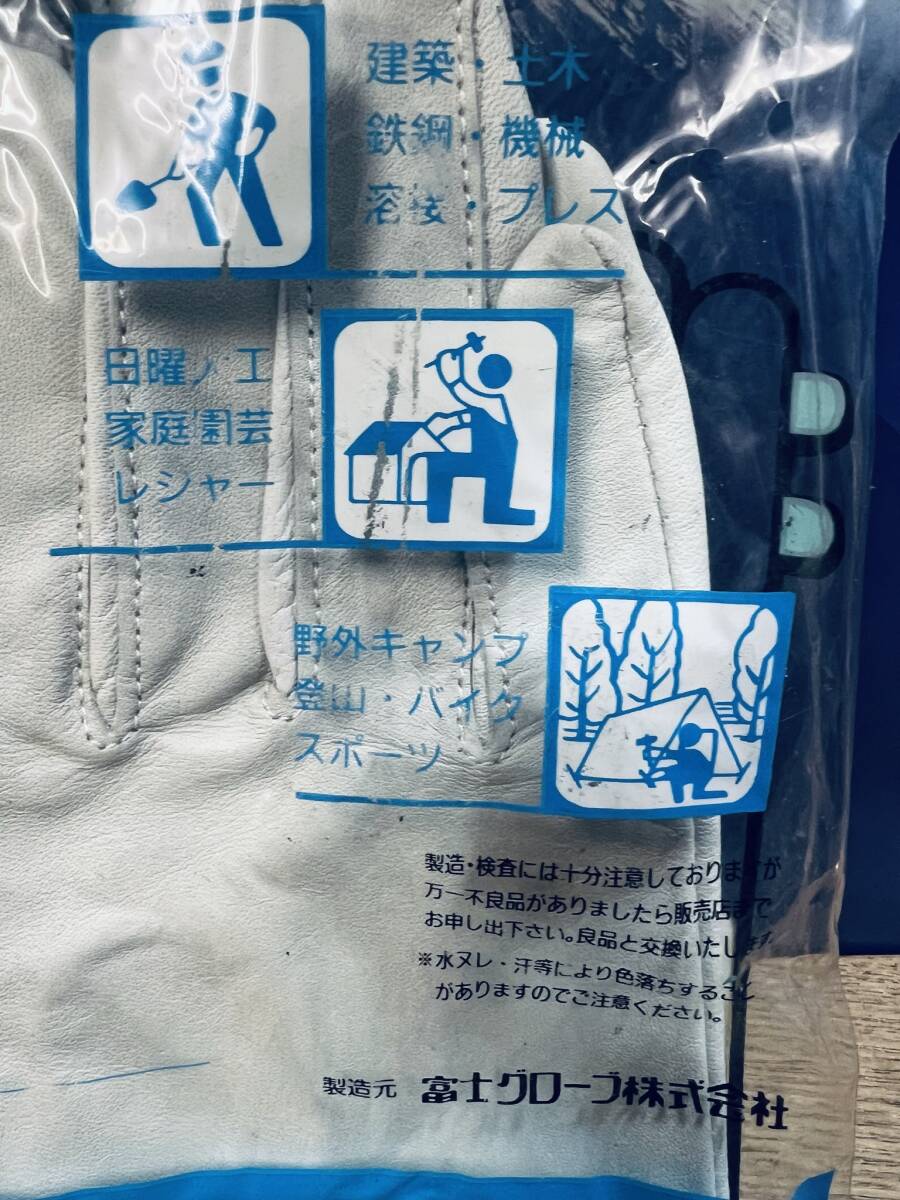 建築・土木
鉄鋼・機械
溶接・プレス
日曜大工
家庭園芸
レジャー
野外キャンプ
登山・バイク
スポーツ
製造・検査には十分注意しておりますが
万一不良品がありましたら販売店まで
お申し出下さい。良品と交換いたします。
※水ヌレ・汗等により色落ちすること
がありますのでご注意ください。
製造元 富士グローブ株式会社